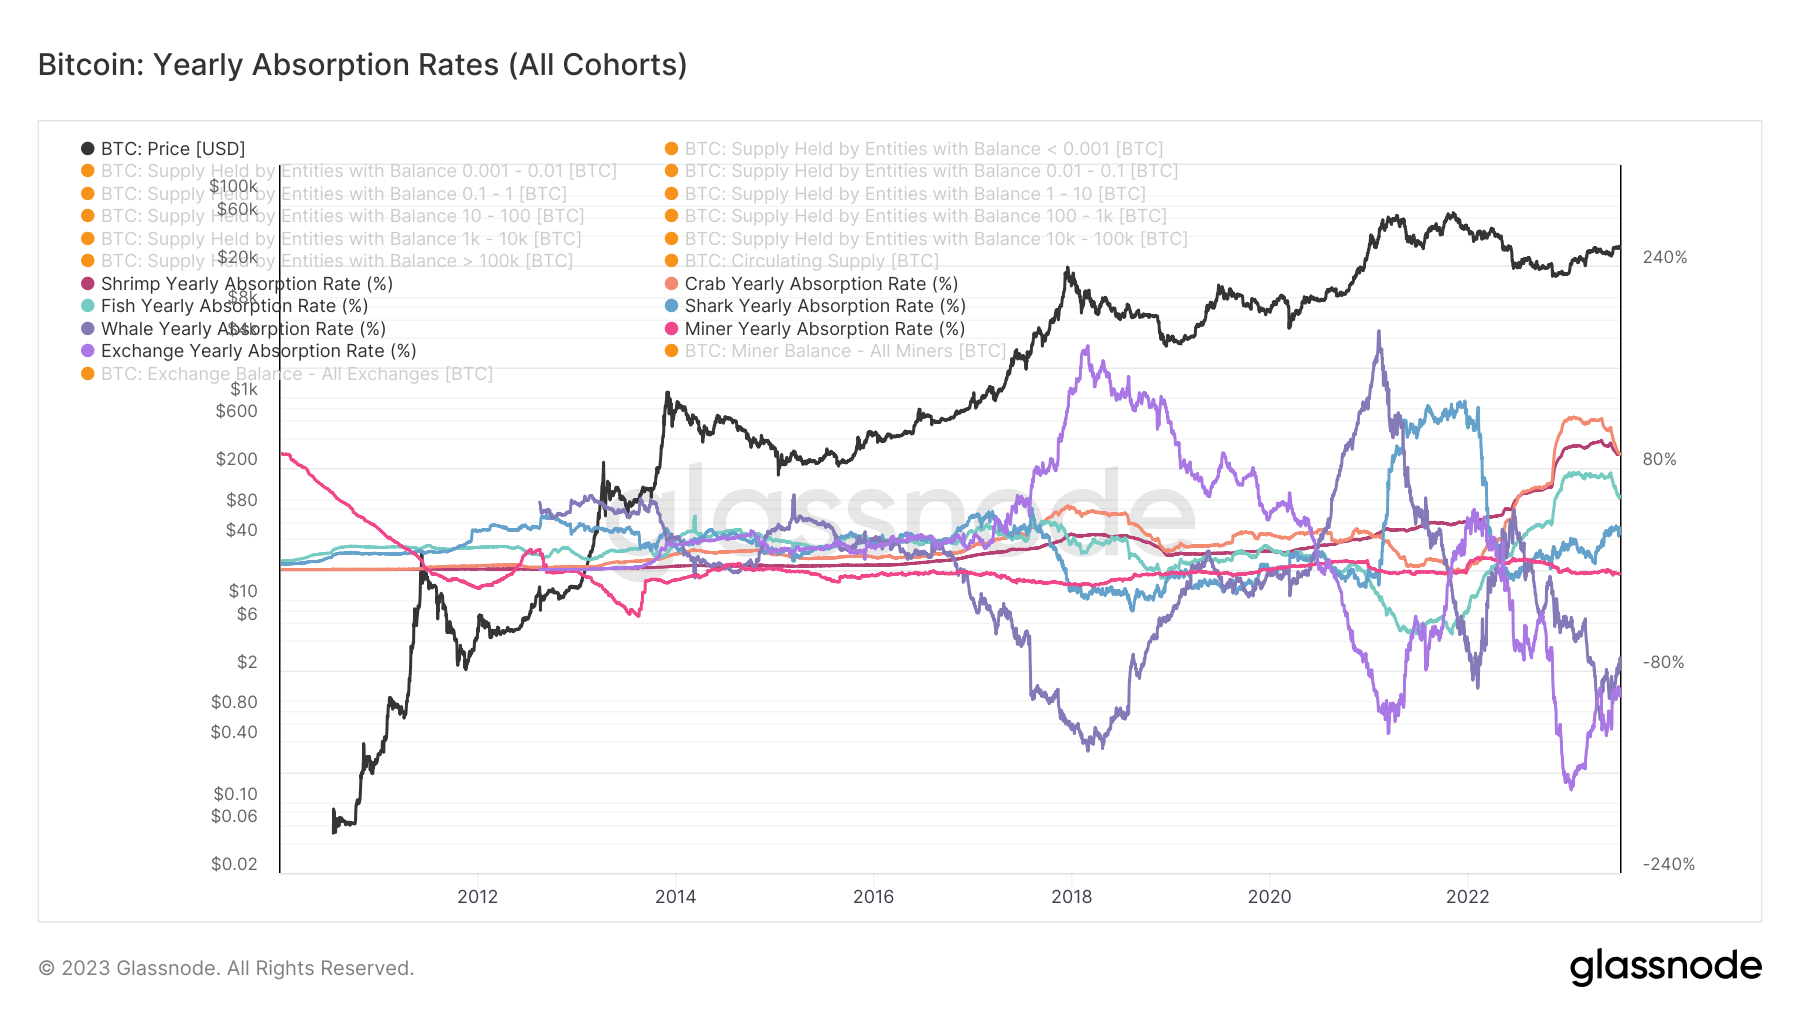 Bitcoin: Yearly Absorption Rates (All Cohorts)
BTC: Price [USD]
BTC: Supply Held by Entities with Balance < 0.001 [BTC]
BTC: Supply Held by Entities with Balance 0.001 - 0.01 [BTC]
BTC: Supply Held by Entities with Balance 0.01 - 0.1 [BTC]
BTC: Supply Held by Entities with Balance 0.1 - 1 [BTC]
BTC: Supply Held by Entities with Balance 1 - 10 [BTC]
BTC: Supply Held by Entities with Balance 10 - 100 [BTC]
BTC: Supply Held by Entities with Balance 100 - 1k [BTC]
BTC: Supply Held by Entities with Balance 1k - 10k [BTC]
BTC: Supply Held by Entities with Balance 10k - 100k [BTC]
BTC: Supply Held by Entities with Balance > 100k [BTC]
BTC: Circulating Supply [BTC]
Shrimp Yearly Absorption Rate (%)
Crab Yearly Absorption Rate (%)
Fish Yearly Absorption Rate (%)
Shark Yearly Absorption Rate (%)
Whale Yearly Absorption Rate (%)
Miner Yearly Absorption Rate (%)
Exchange Yearly Absorption Rate (%)
BTC: Miner Balance - All Miners [BTC]
BTC: Exchange Balance - All Exchanges [BTC]
$100k
$60k
$20k
$8k
$4k
$1k
$600
$200
$80
$40
$10
$6
$2
$0.80
$0.40
$0.10
$0.06
$0.02
240%
80%
-80%
-240%
glassnode
2012
2014
2016
2018
2020
2022
© 2023 Glassnode. All Rights Reserved.
glassnode